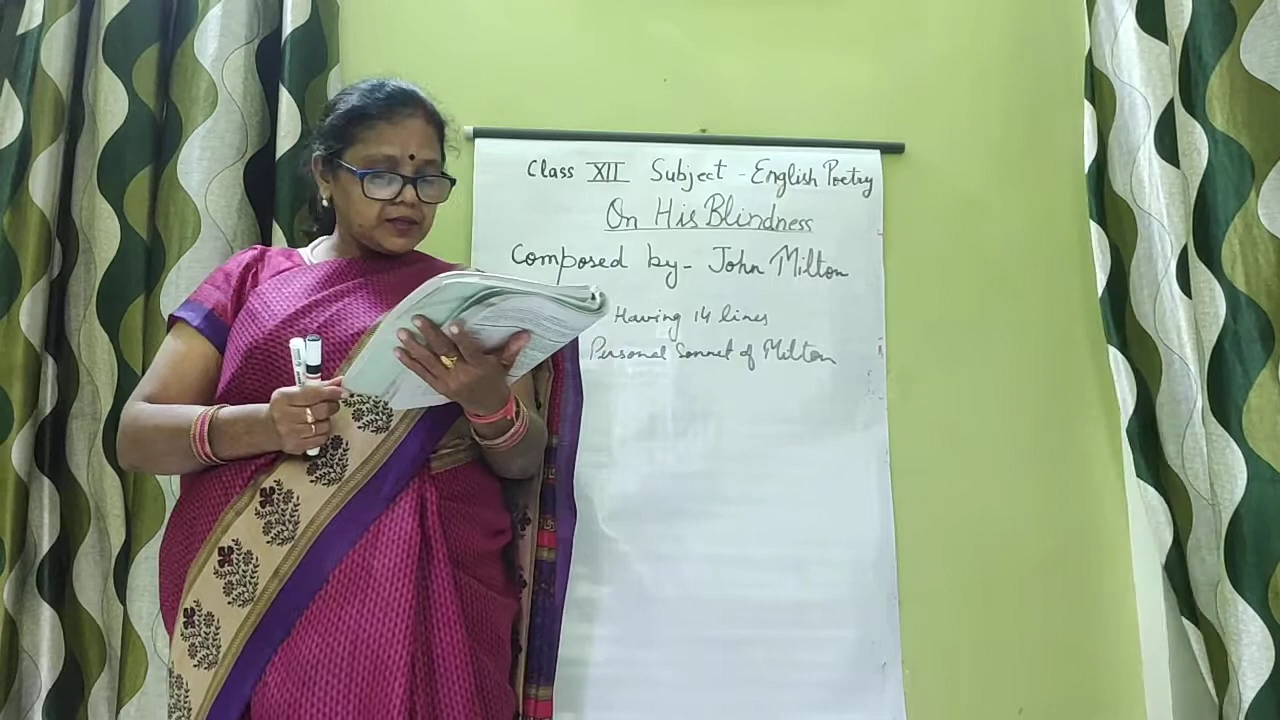 Class XII Subject - English Poetry
On His Blindness
Composed by - John Milton
Having 14 lines
Personal Sonnet of Milton